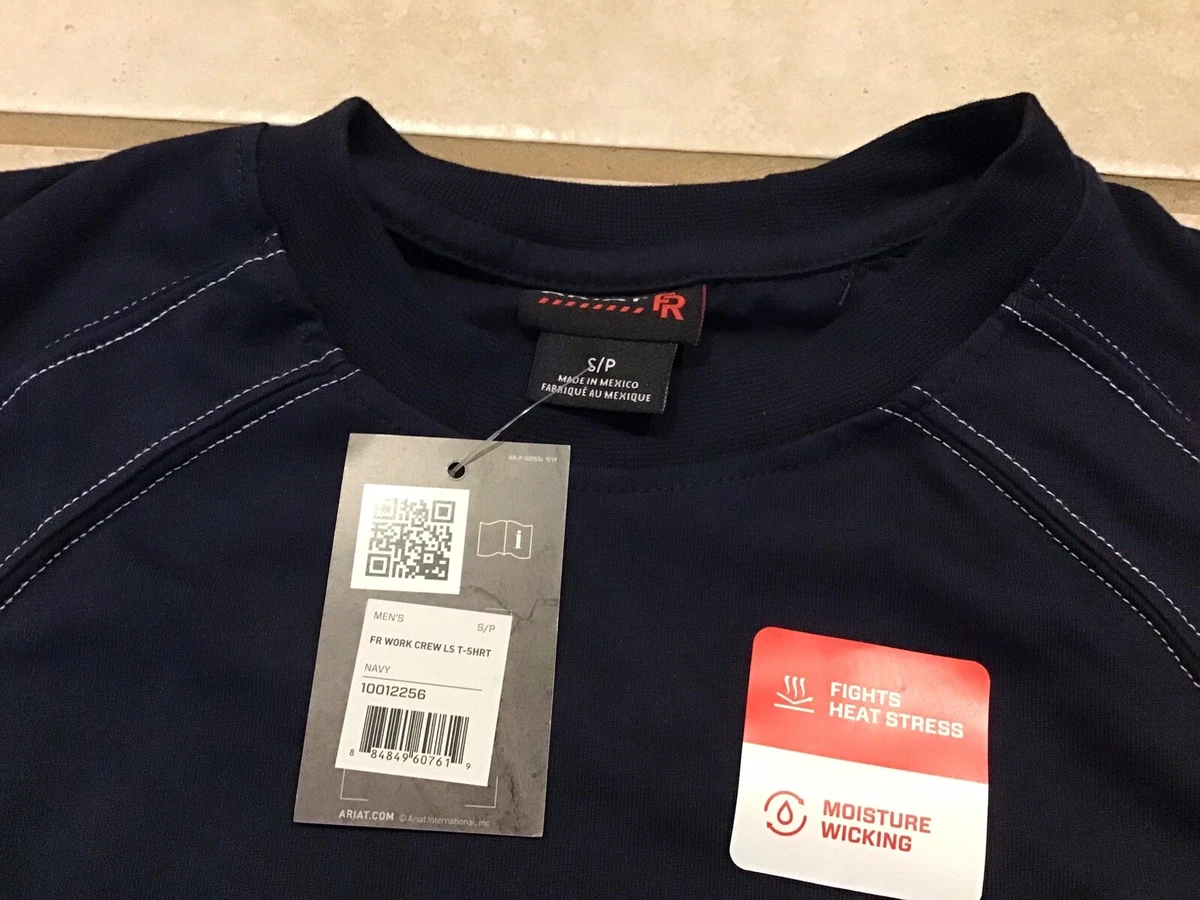 FR
S/P
MADE IN MEXICO
FABRIQUÉ AU MEXIQUE
i
MEN'S
S/P
FR WORK CREW LS T-SHRT
NAVY
10012256
8 84849 60761 9
ARIAT.COM © Ariat International, Inc.
FIGHTS
HEAT STRESS
MOISTURE
WICKING